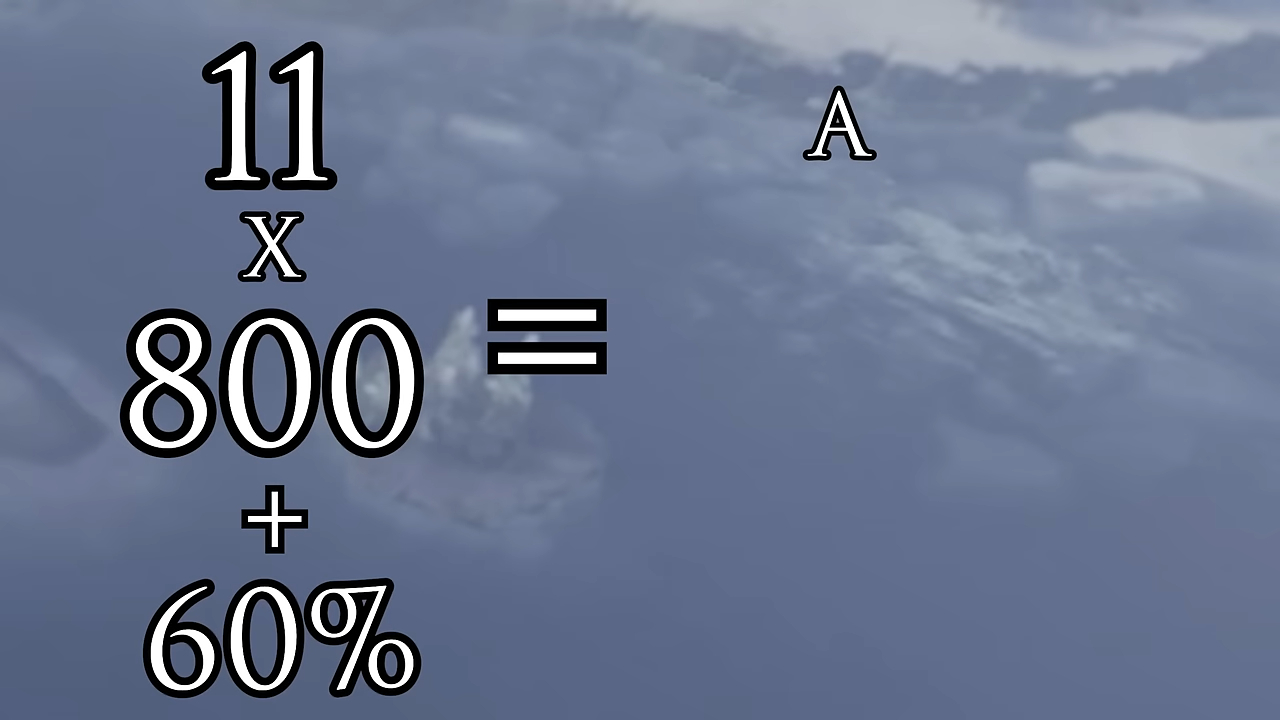 11
x
800
+
60%
=
A